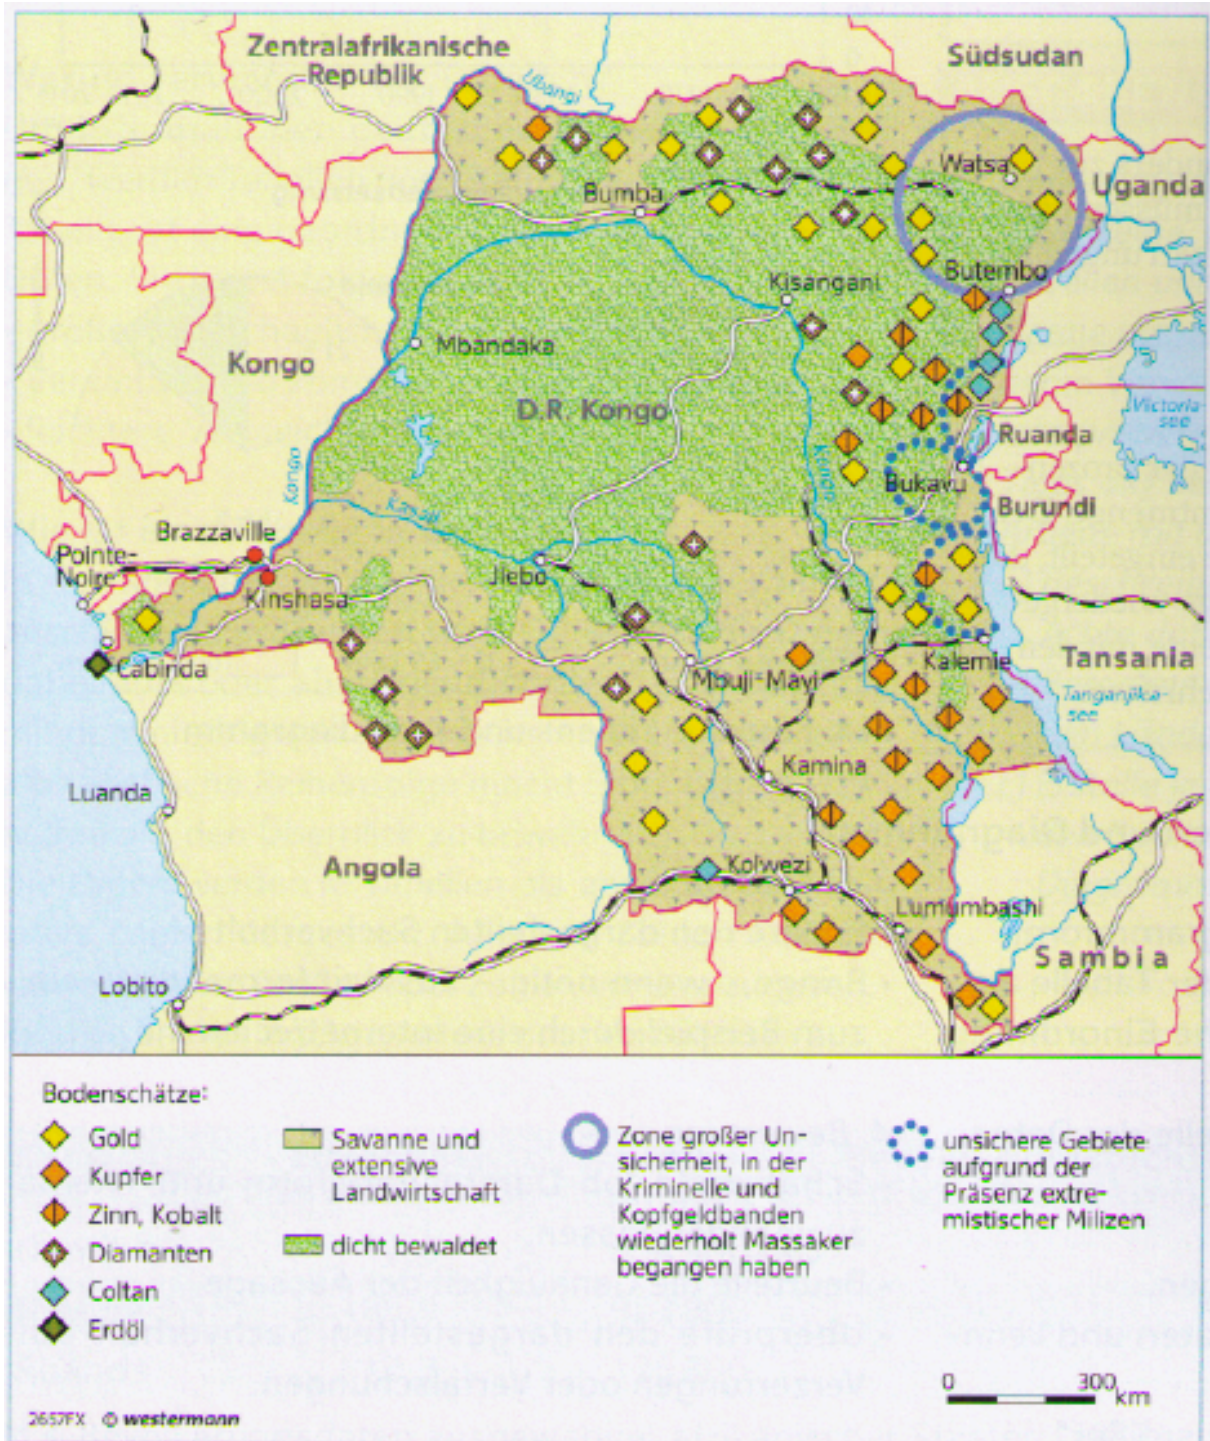 Zentralafrikanische
Republik
Südsudan
Ubangi
Watsa
Uganda
Bumba
Butembo
Kisangani
Mbandaka
Kongo
D.R. Kongo
Victoria-
see
Ruanda
Kongo
Kongo
Bukavu
Kasai
Burundi
Brazzaville
Pointe-
Noire
Jlebo
Kinshasa
Cabinda
Mbuji-Mayi
Kalemie
Tansania
Tanganjika-
see
Kamina
Luanda
Angola
Kolwezi
Lumumbashi
Sambia
Lobito
Bodenschätze:
Gold
Kupfer
Zinn, Kobalt
Diamanten
Coltan
Erdöl
Savanne und
extensive
Landwirtschaft
dicht bewaldet
Zone großer Un-
sicherheit, in der
Kriminelle und
Kopfgeldbanden
wiederholt Massaker
begangen haben
unsichere Gebiete
aufgrund der
Präsenz extre-
mistischer Milizen
0 300 km
2657FX © westermann